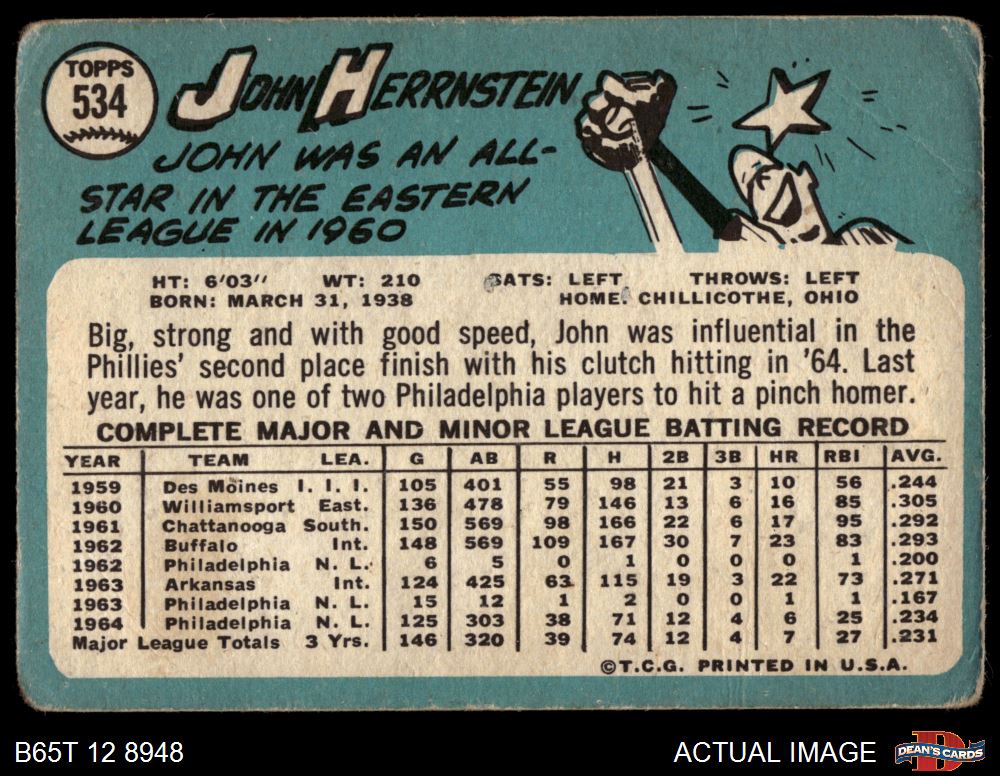 TOPPS
534
JOHN HERRNSTEIN
JOHN WAS AN ALL-
STAR IN THE EASTERN
LEAGUE IN 1960
HT: 6'03" WT: 210 BATS: LEFT THROWS: LEFT
BORN: MARCH 31, 1938 HOME: CHILLICOTHE, OHIO
Big, strong and with good speed, John was influential in the
Phillies' second place finish with his clutch hitting in '64. Last
year, he was one of two Philadelphia players to hit a pinch homer.
COMPLETE MAJOR AND MINOR LEAGUE BATTING RECORD
YEAR TEAM LEA. G AB R H 2B 3B HR RBI AVG.
1959 Des Moines I. I. I. 105 401 55 98 21 3 10 56 .244
1960 Williamsport East. 136 478 79 146 13 6 16 85 .305
1961 Chattanooga South. 150 569 98 166 22 6 17 95 .292
1962 Buffalo Int. 148 569 109 167 30 7 23 83 .293
1962 Philadelphia N. L. 6 5 0 1 0 0 0 1 .200
1963 Arkansas Int. 124 425 63 115 19 3 22 73 .271
1963 Philadelphia N. L. 15 12 1 2 0 0 1 1 .167
1964 Philadelphia N. L. 125 303 38 71 12 4 6 25 .234
Major League Totals 3 Yrs. 146 320 39 74 12 4 7 27 .231
©T.C.G. PRINTED IN U.S.A.
B65T 12 8948 ACTUAL IMAGE DEAN'S CARDS